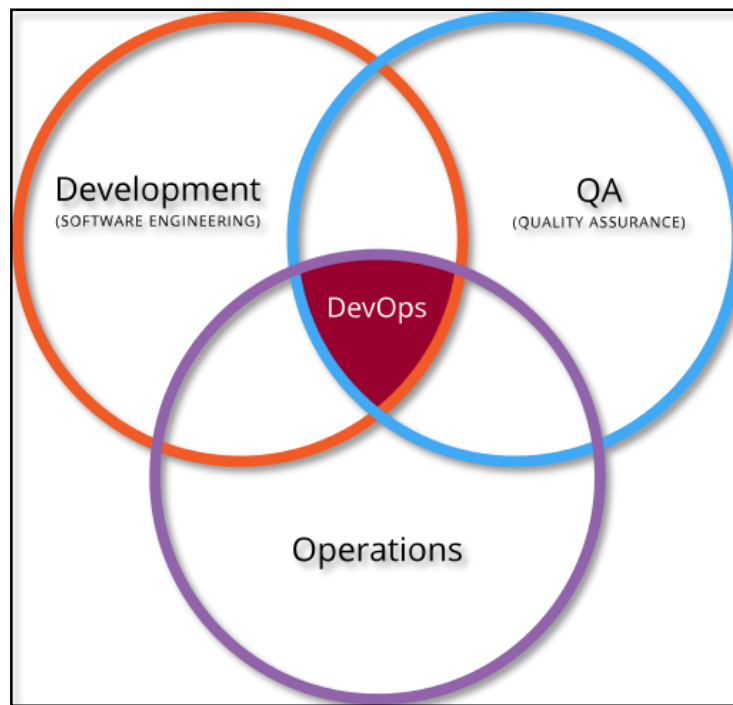 Development
(SOFTWARE ENGINEERING)
QA
(QUALITY ASSURANCE)
DevOps
Operations